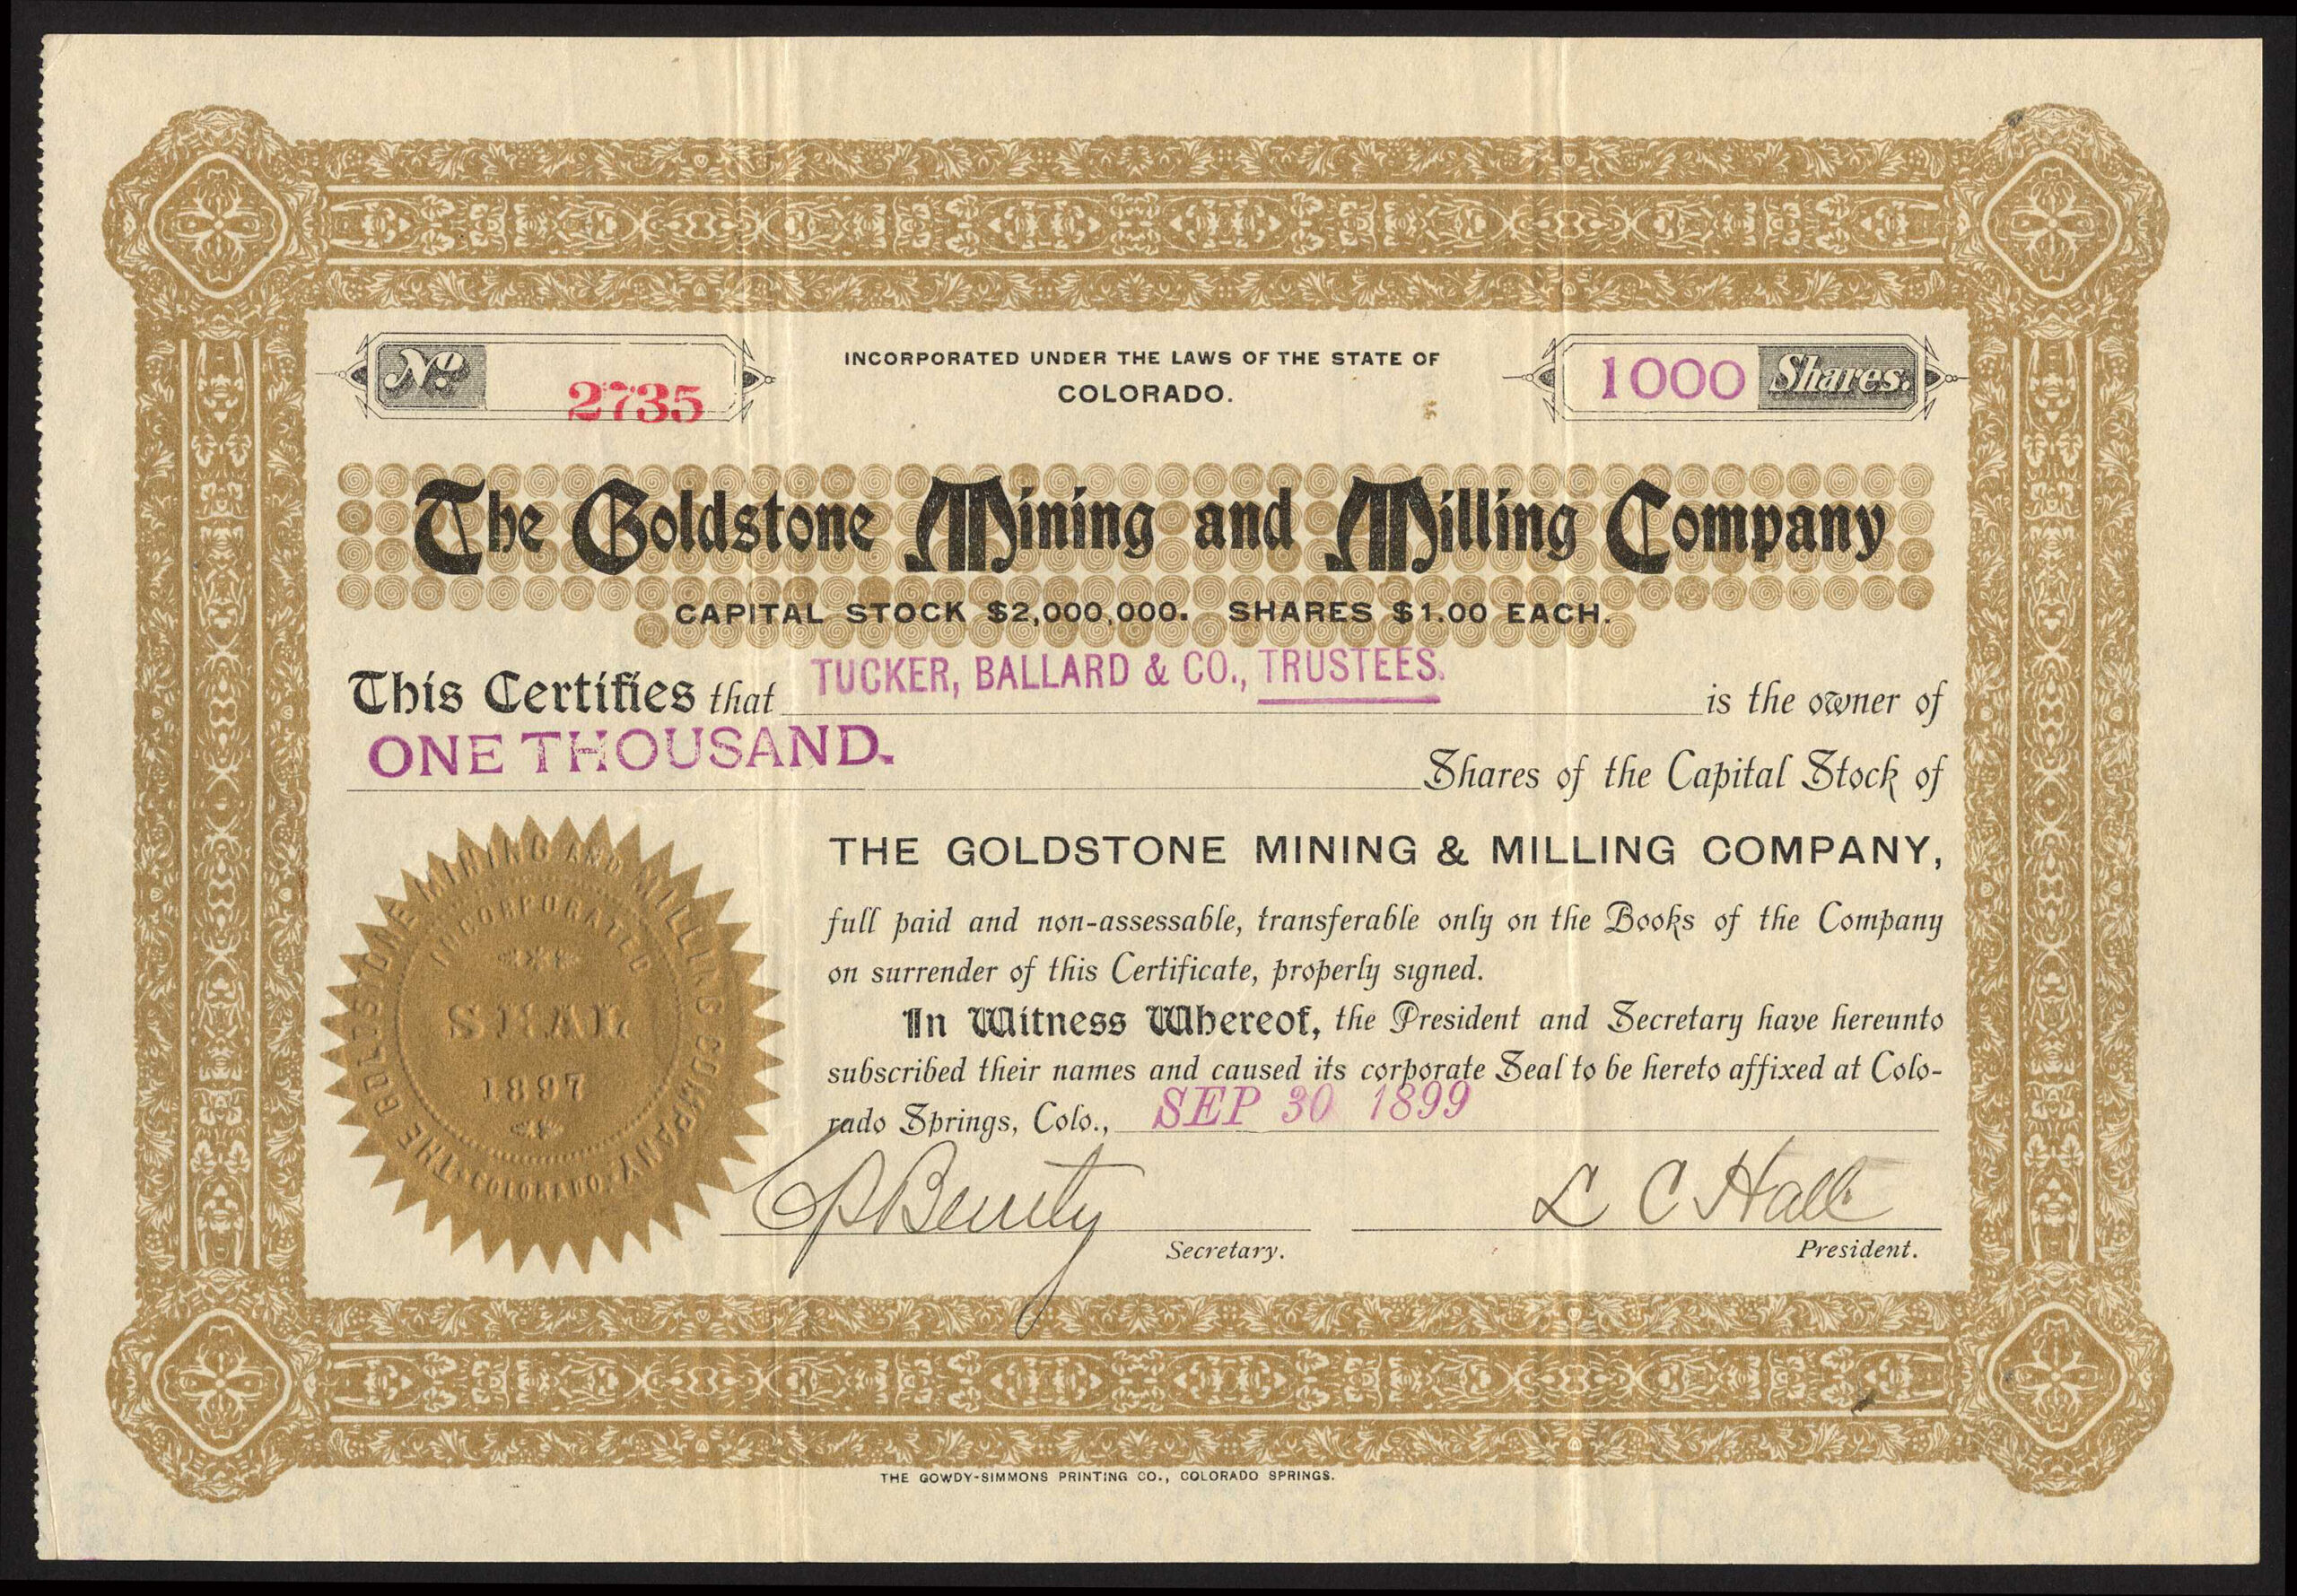 No. 2735
INCORPORATED UNDER THE LAWS OF THE STATE OF
COLORADO.
1000 Shares.
The Goldstone Mining and Milling Company
CAPITAL STOCK $2,000,000. SHARES $1.00 EACH.
This Certifies that TUCKER, BALLARD & CO., TRUSTEES. is the owner of
ONE THOUSAND. Shares of the Capital Stock of
THE GOLDSTONE MINING & MILLING COMPANY,
full paid and non-assessable, transferable only on the Books of the Company
on surrender of this Certificate, properly signed.
In Witness Whereof, the President and Secretary have hereunto
subscribed their names and caused its corporate Seal to be hereto affixed at Colo-
rado Springs, Colo., SEP 30 1899
L C Hall
Secretary.
President.
THE GOLDSTONE MINING AND MILLING COMPANY.
INCORPORATED
SEAL
1897
COLORADO.
THE GOWDY-SIMMONS PRINTING CO., COLORADO SPRINGS.